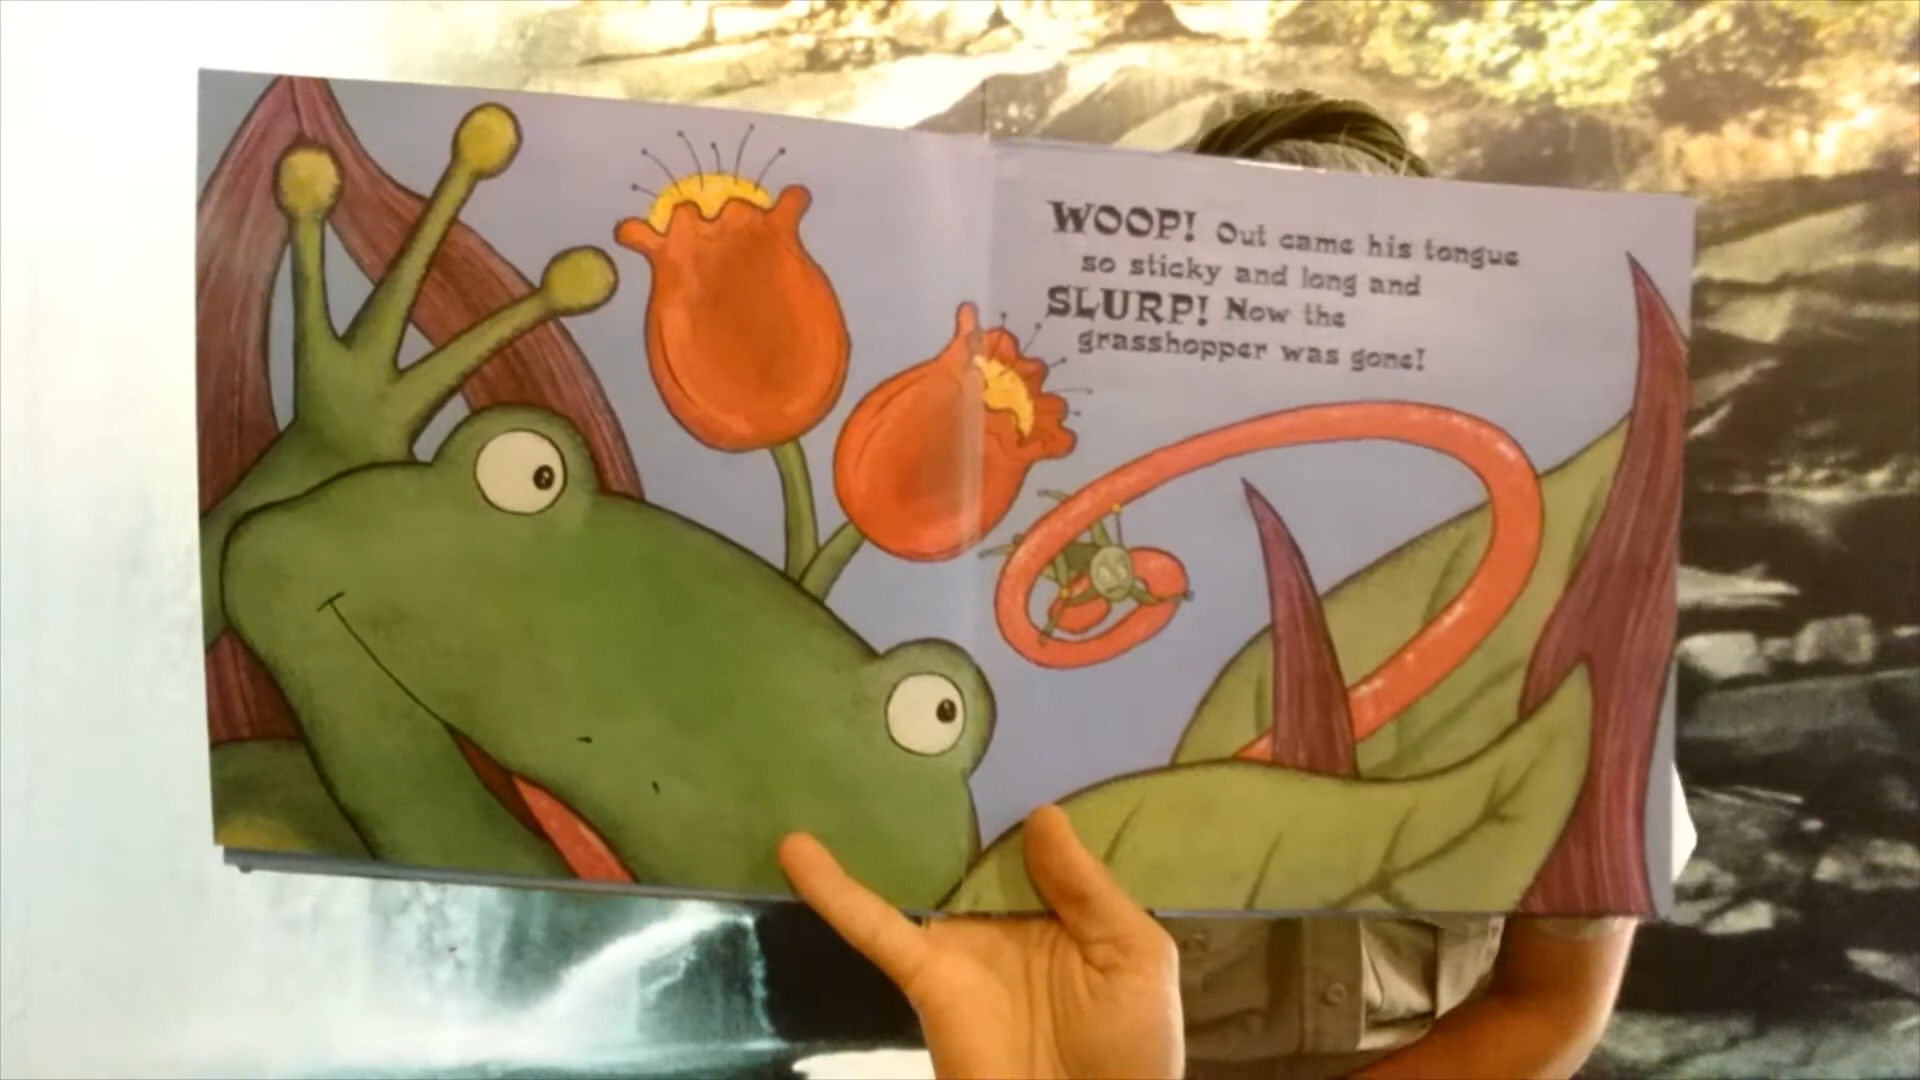 WOOP! Out came his tongue
so sticky and long and
SLURP! Now the
grasshopper was gone!